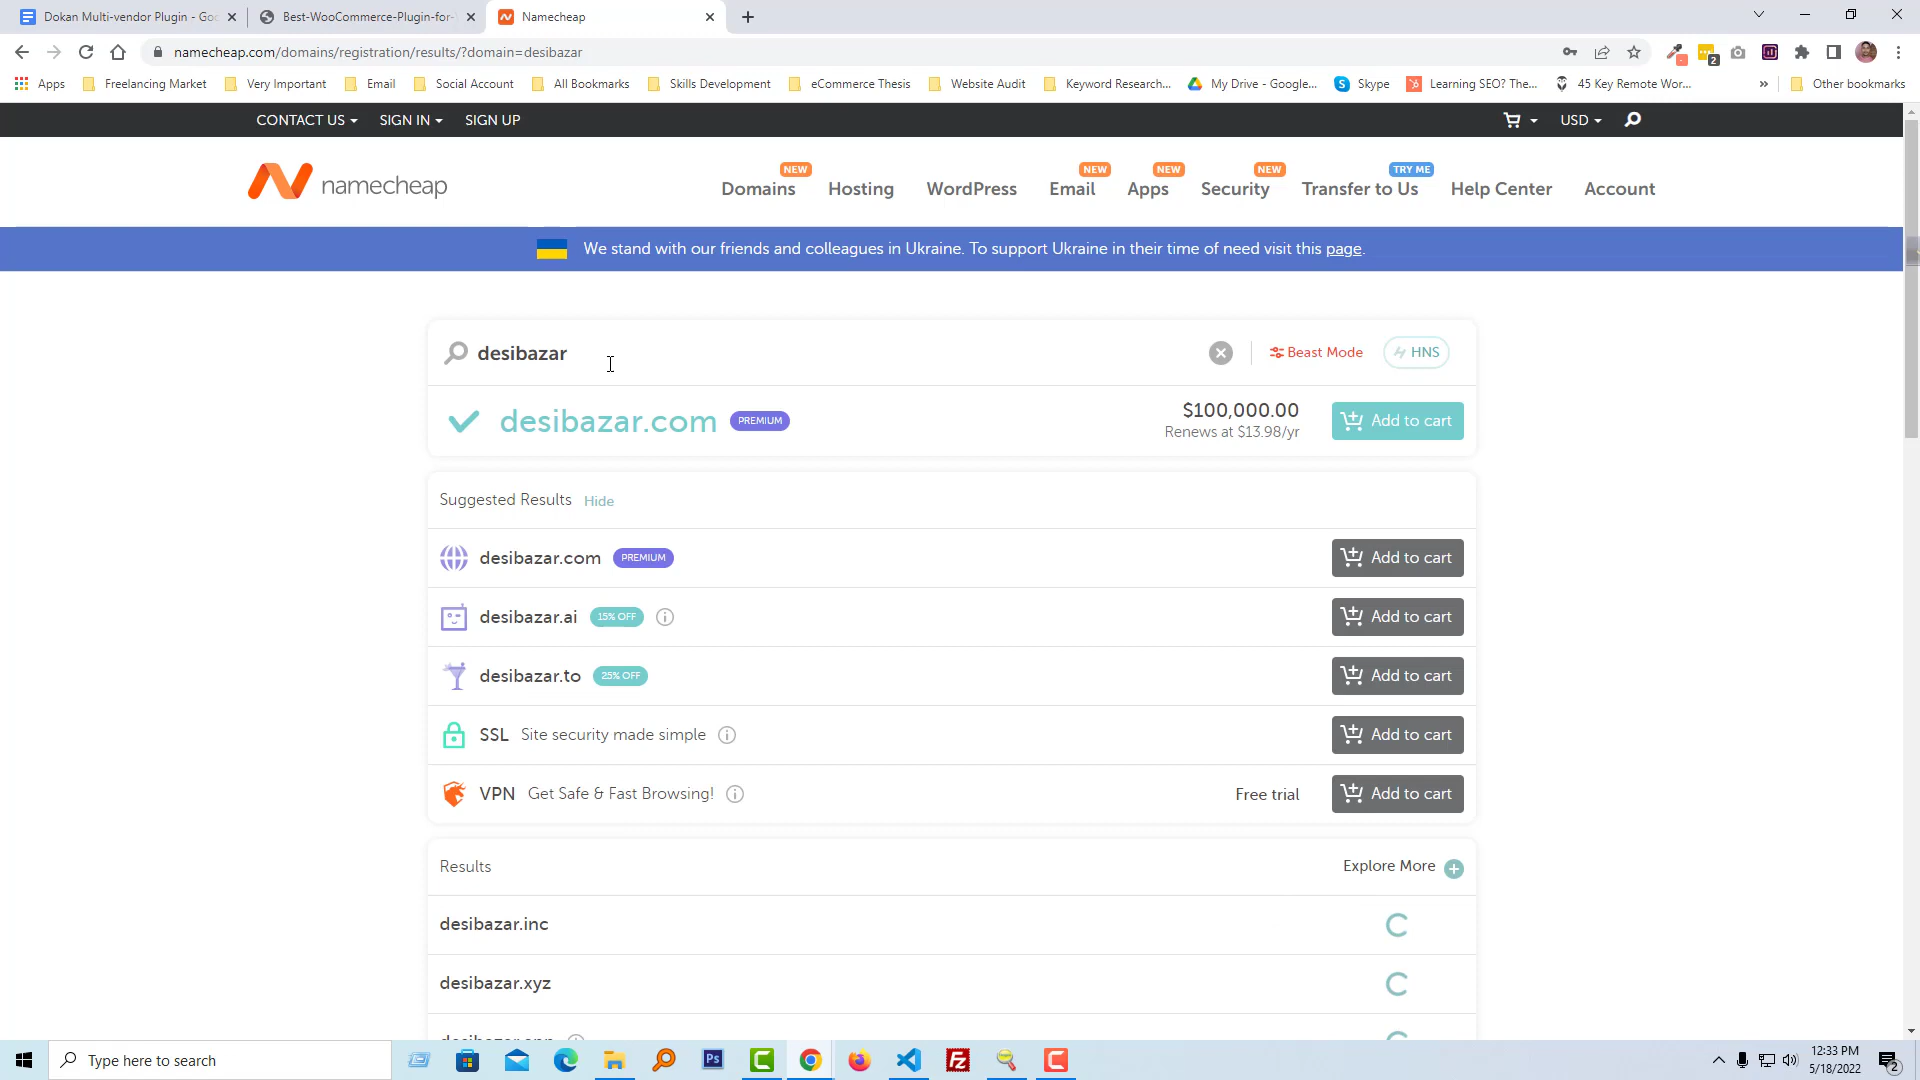 Dokan Multi-vendor Plugin - Goo
Best-WooCommerce-Plugin-for-
Namecheap
namecheap.com/domains/registration/results/?domain=desibazar
2
Apps
Freelancing Market
Very Important
Email
Social Account
All Bookmarks
Skills Development
eCommerce Thesis
Website Audit
Keyword Research...
My Drive - Google...
Skype
Learning SEO? The...
45 Key Remote Wor...
»
Other bookmarks
CONTACT US
SIGN IN
SIGN UP
USD
namecheap
NEW
Domains
Hosting
WordPress
NEW
Email
NEW
Apps
NEW
Security
TRY ME
Transfer to Us
Help Center
Account
We stand with our friends and colleagues in Ukraine. To support Ukraine in their time of need visit this page.
desibazar
Beast Mode
HNS
desibazar.com
PREMIUM
$100,000.00
Renews at $13.98/yr
Add to cart
Suggested Results Hide
desibazar.com PREMIUM
Add to cart
desibazar.ai 15% OFF
Add to cart
desibazar.to 25% OFF
Add to cart
SSL Site security made simple
Add to cart
VPN Get Safe & Fast Browsing!
Free trial
Add to cart
Results
Explore More
desibazar.inc
desibazar.xyz
Type here to search
Ps
Fz
12:33 PM
5/18/2022
2